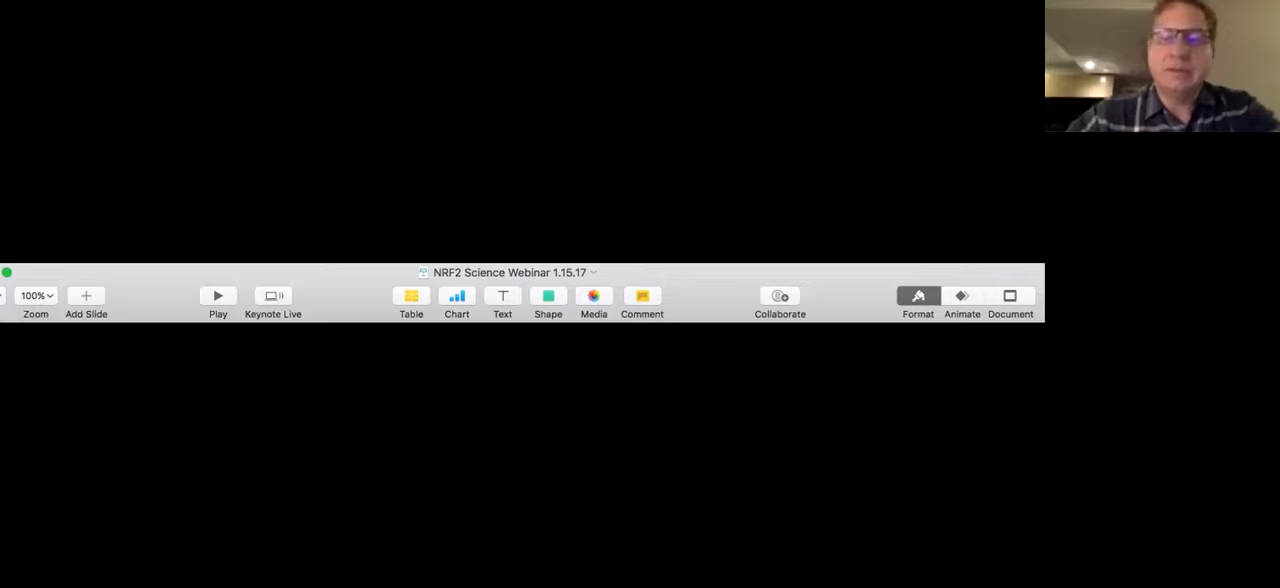 NRF2 Science Webinar 1.15.17
100%
Zoom Add Slide Play Keynote Live Table Chart Text Shape Media Comment Collaborate Format Animate Document